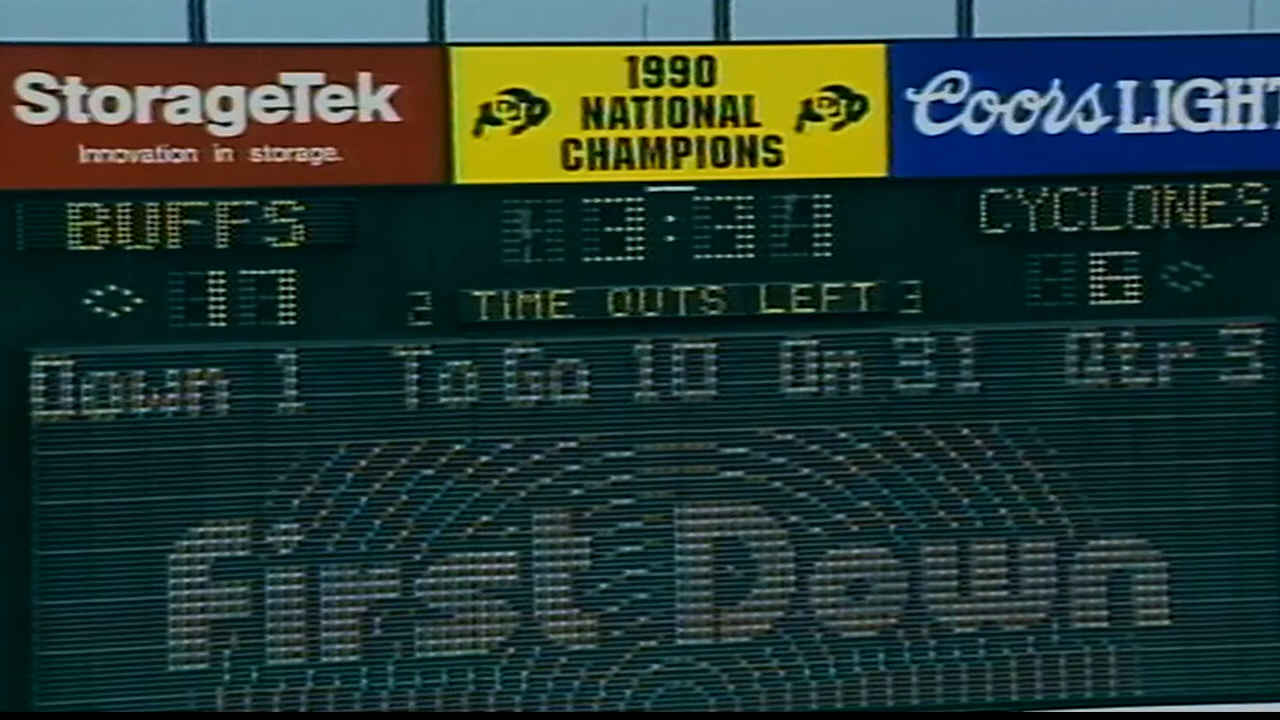 StorageTek
Innovation in storage.
1990
NATIONAL
CHAMPIONS
Coors LIGHT
BUFFS
CYCLONES
17
2 TIME OUTS LEFT 3
6
Down 1 To Go 10 On 31 Qtr 3
First Down